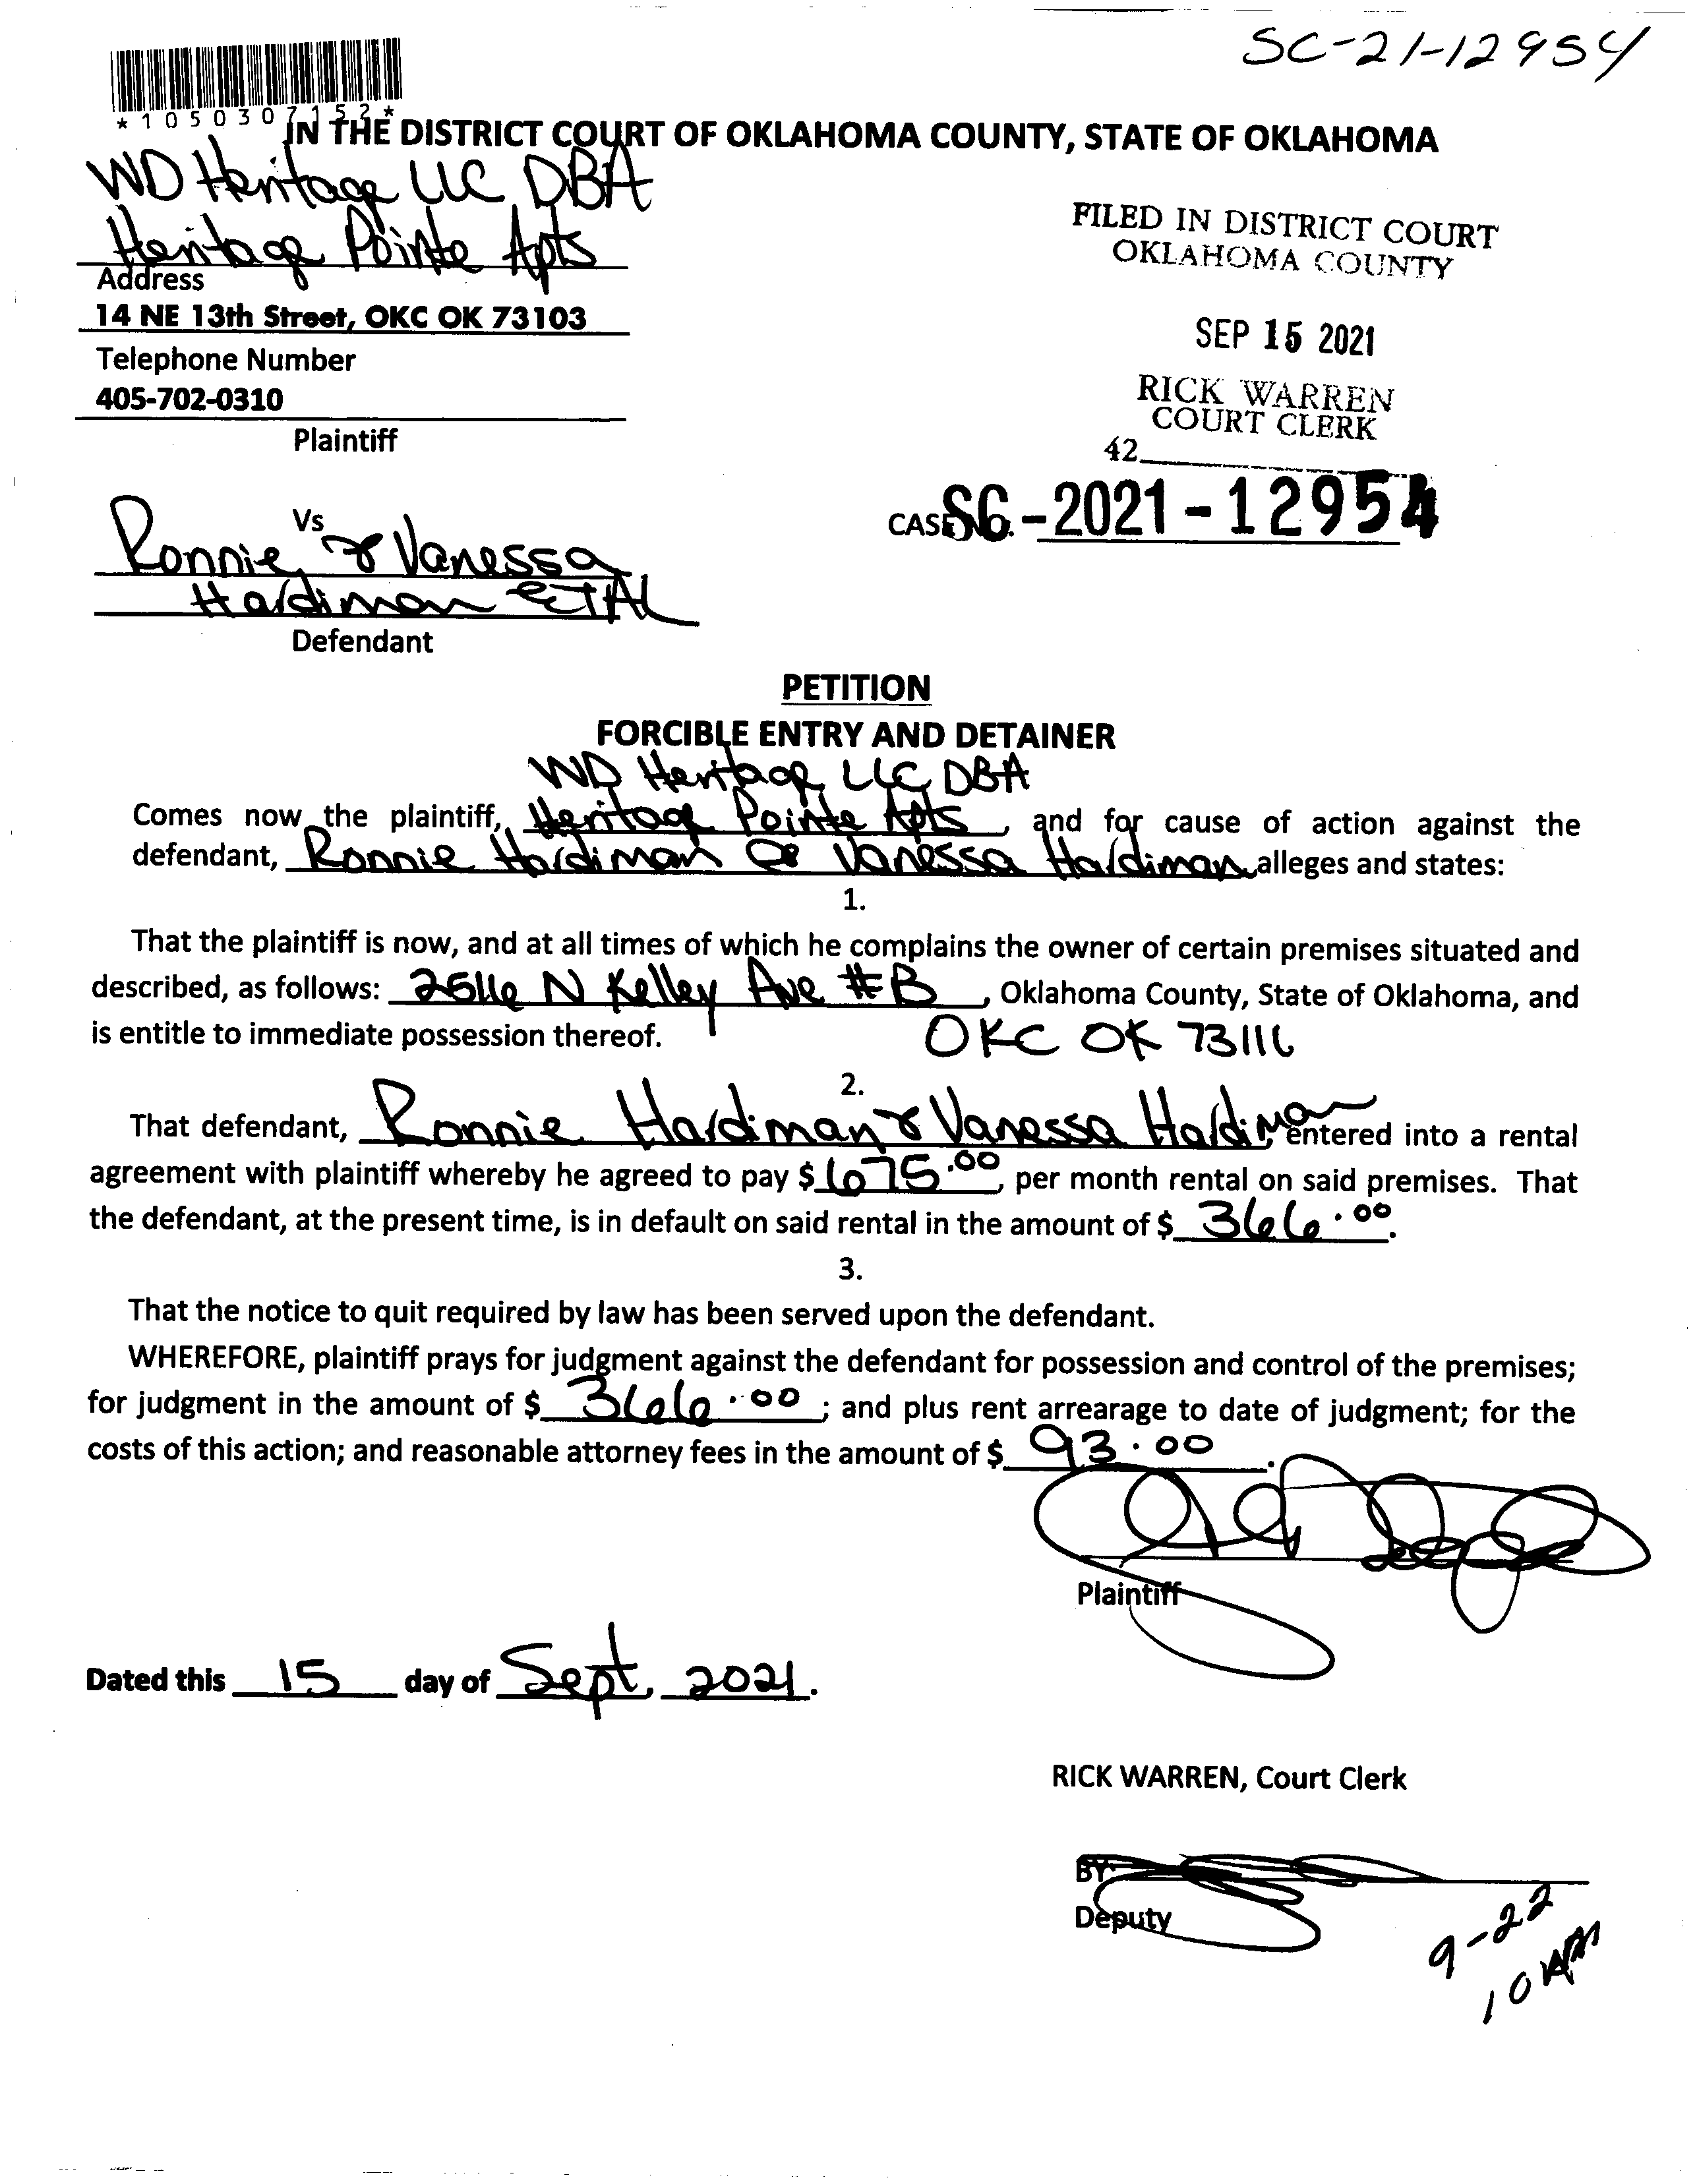 SC-21-12954
*1050307152*
IN THE DISTRICT COURT OF OKLAHOMA COUNTY, STATE OF OKLAHOMA
WD Heritage LLC DBA
Heritage Pointe Apts
Address
14 NE 13th Street, OKC OK 73103
Telephone Number
405-702-0310
Plaintiff
FILED IN DISTRICT COURT
OKLAHOMA COUNTY
SEP 15 2021
RICK WARREN
COURT CLERK
42
CASE NO. SC-2021-12954
Vs
Ronnie & Vanessa
Hardiman ETAL
Defendant
PETITION
FORCIBLE ENTRY AND DETAINER
WD Heritage LLC DBA
Comes now the plaintiff, Heritage Pointe Apts, and for cause of action against the
defendant, Ronnie Hardiman & Vanessa Hardiman alleges and states:
1.
That the plaintiff is now, and at all times of which he complains the owner of certain premises situated and
described, as follows: 2516 N Kelley Ave #B, Oklahoma County, State of Oklahoma, and
is entitle to immediate possession thereof. OKC OK 73111
2.
That defendant, Ronnie Hardiman & Vanessa Hardiman entered into a rental
agreement with plaintiff whereby he agreed to pay $ 675.00, per month rental on said premises. That
the defendant, at the present time, is in default on said rental in the amount of $ 366.00.
3.
That the notice to quit required by law has been served upon the defendant.
WHEREFORE, plaintiff prays for judgment against the defendant for possession and control of the premises;
for judgment in the amount of $ 366.00; and plus rent arrearage to date of judgment; for the
costs of this action; and reasonable attorney fees in the amount of $ 93.00.
Plaintiff
Dated this 15 day of Sept, 2021.
RICK WARREN, Court Clerk
BY
Deputy
9-22
10 AM